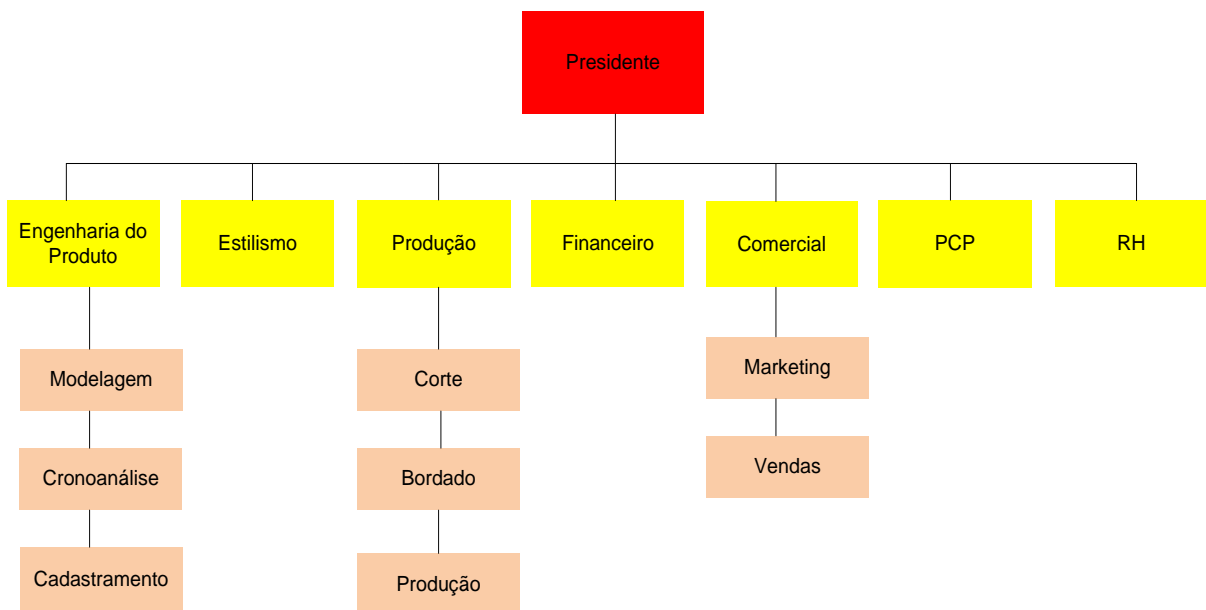 Presidente
Engenharia do
Produto
Estilismo
Produção
Financeiro
Comercial
PCP
RH
Modelagem
Corte
Marketing
Cronoanálise
Bordado
Vendas
Cadastramento
Produção